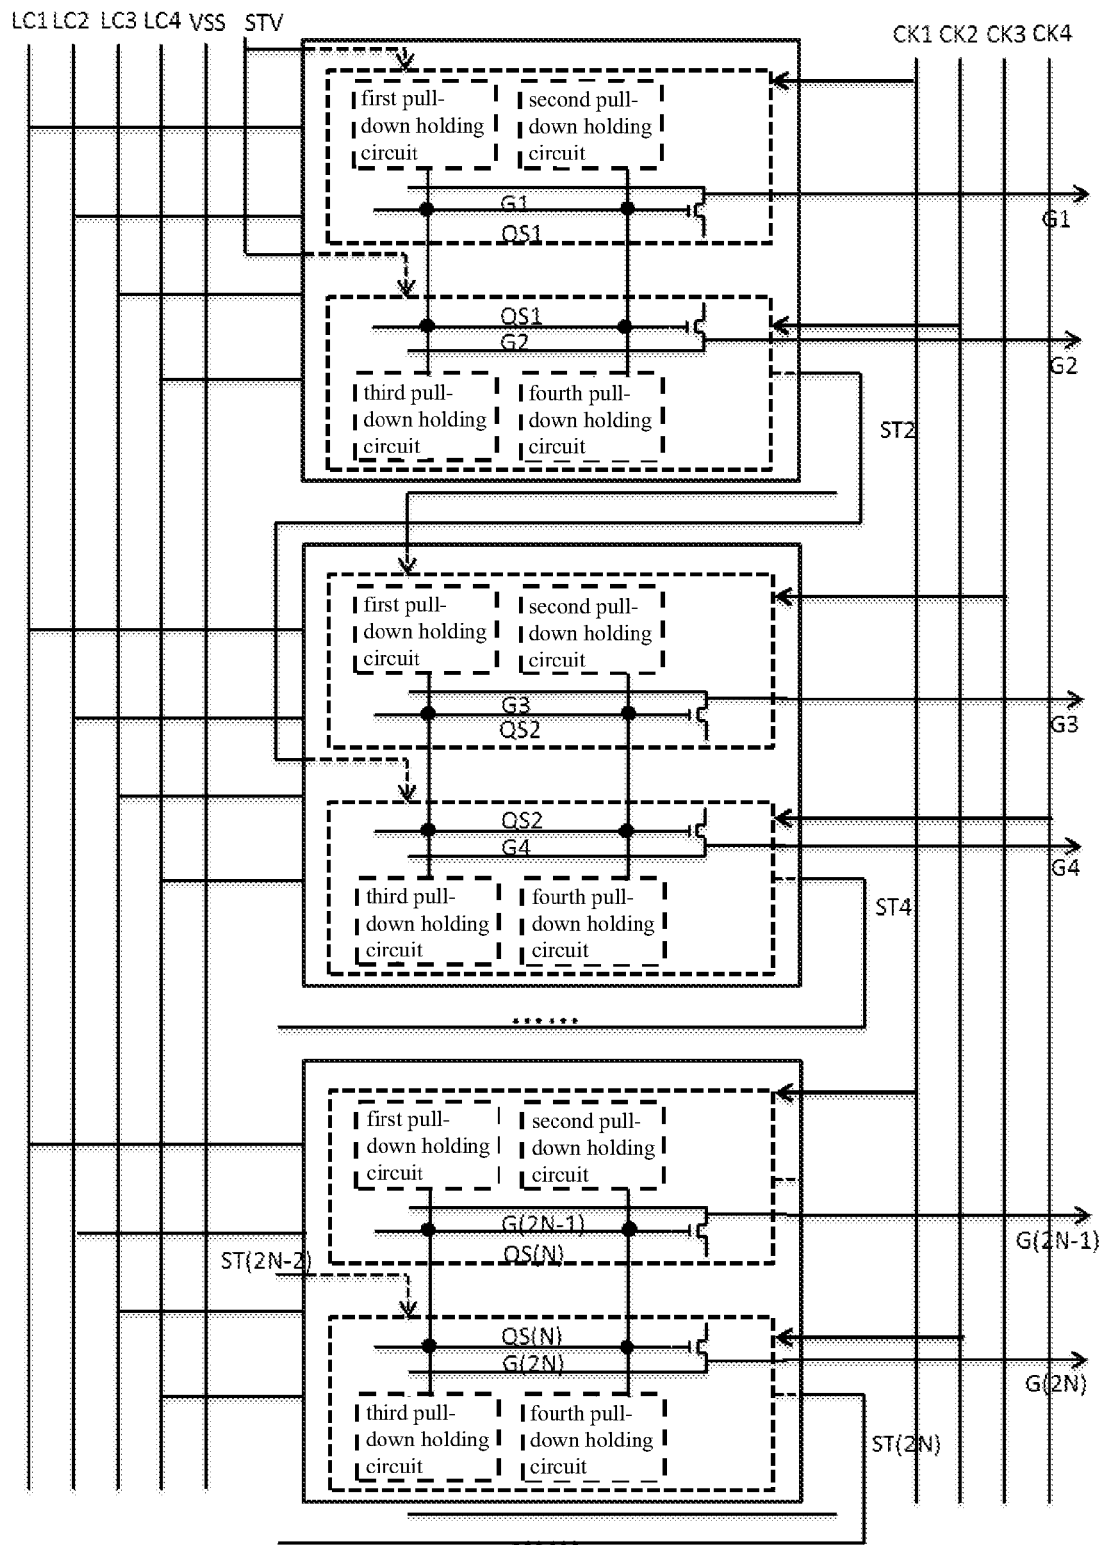 LC1 LC2 LC3 LC4 VSS STV
CK1 CK2 CK3 CK4
first pull-
down holding
circuit
second pull-
down holding
circuit
G1
QS1
G1
QS1
G2
G2
third pull-
down holding
circuit
fourth pull-
down holding
circuit
ST2
first pull-
down holding
circuit
second pull-
down holding
circuit
G3
QS2
G3
QS2
G4
G4
third pull-
down holding
circuit
fourth pull-
down holding
circuit
ST4
......
first pull-
down holding
circuit
second pull-
down holding
circuit
G(2N-1)
QS(N)
G(2N-1)
ST(2N-2)
QS(N)
G(2N)
G(2N)
third pull-
down holding
circuit
fourth pull-
down holding
circuit
ST(2N)
......